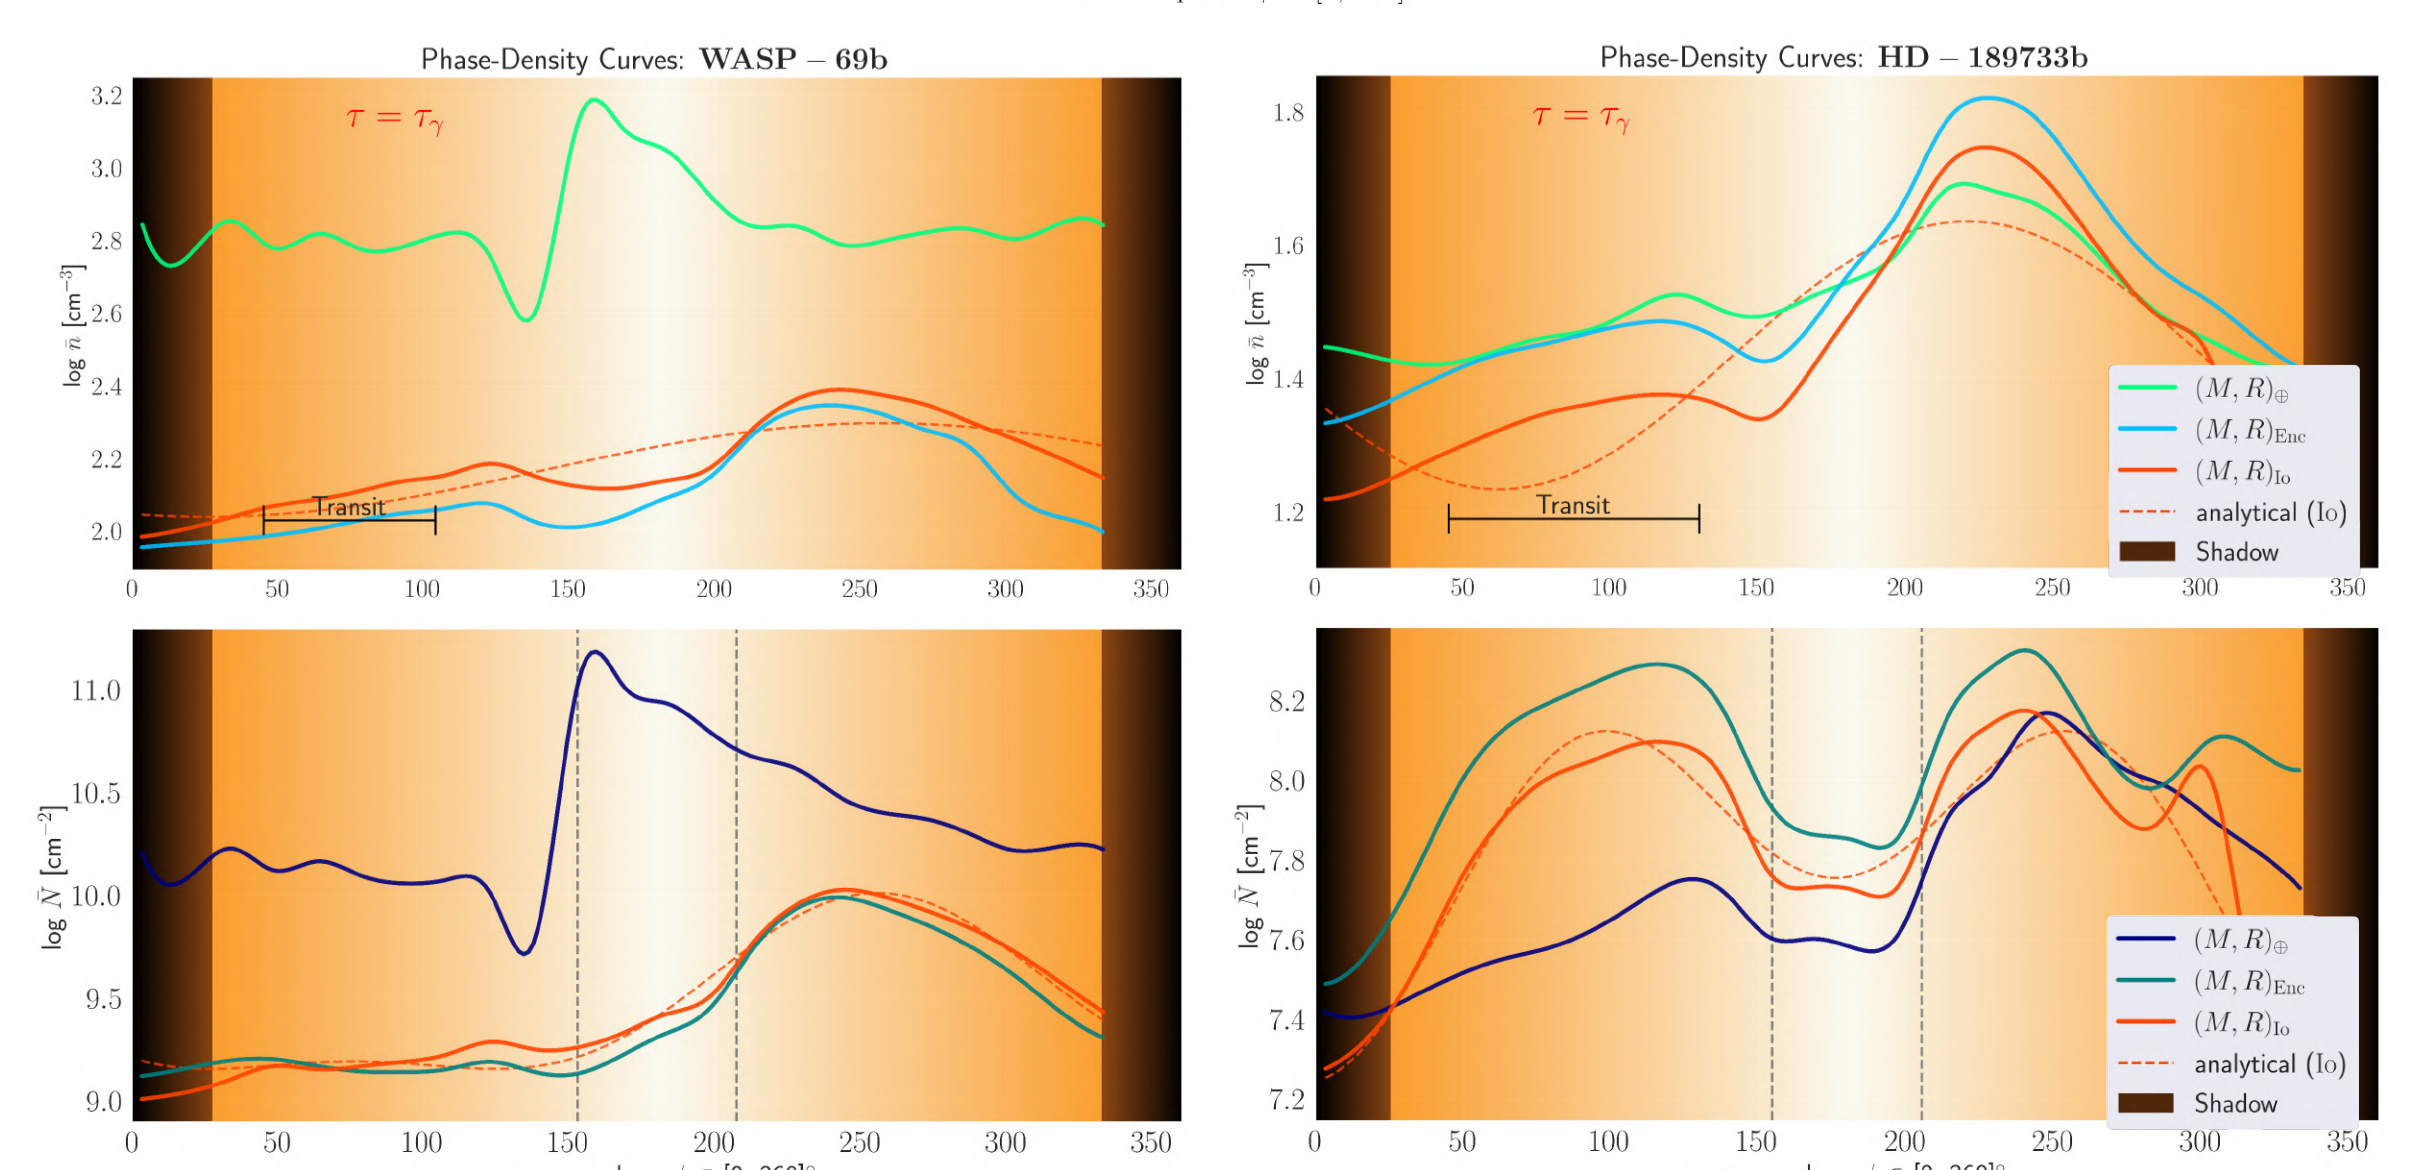 Phase-Density Curves: WASP – 69b
τ = τγ
log n̄ [cm⁻³]
3.2
3.0
2.8
2.6
2.4
2.2
2.0
Transit
0 50 100 150 200 250 300 350
Phase-Density Curves: HD – 189733b
τ = τγ
log n̄ [cm⁻³]
1.8
1.6
1.4
1.2
Transit
(M, R)⊕
(M, R)Enc
(M, R)Io
analytical (Io)
Shadow
0 50 100 150 200 250 300 350
log N̄ [cm⁻²]
11.0
10.5
10.0
9.5
9.0
0 50 100 150 200 250 300 350
log N̄ [cm⁻²]
8.2
8.0
7.8
7.6
7.4
7.2
(M, R)⊕
(M, R)Enc
(M, R)Io
analytical (Io)
Shadow
0 50 100 150 200 250 300 350